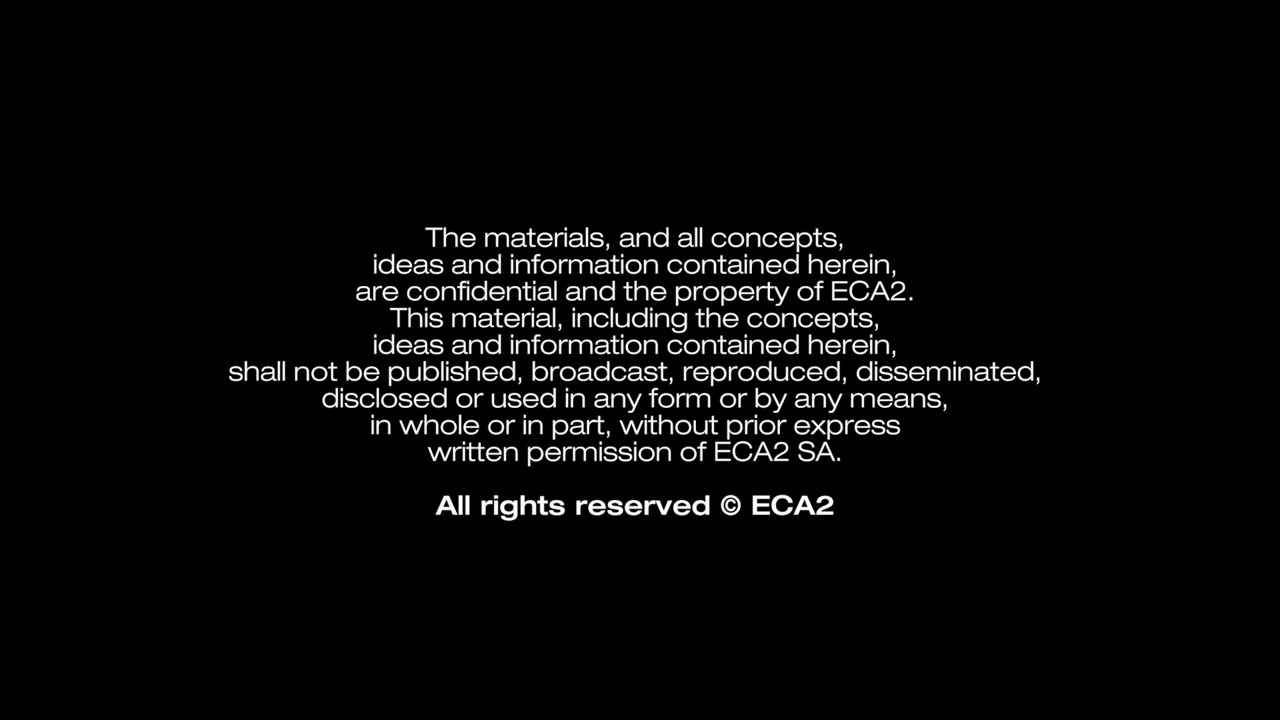 The materials, and all concepts,
ideas and information contained herein,
are confidential and the property of ECA2.
This material, including the concepts,
ideas and information contained herein,
shall not be published, broadcast, reproduced, disseminated,
disclosed or used in any form or by any means,
in whole or in part, without prior express
written permission of ECA2 SA.
All rights reserved © ECA2